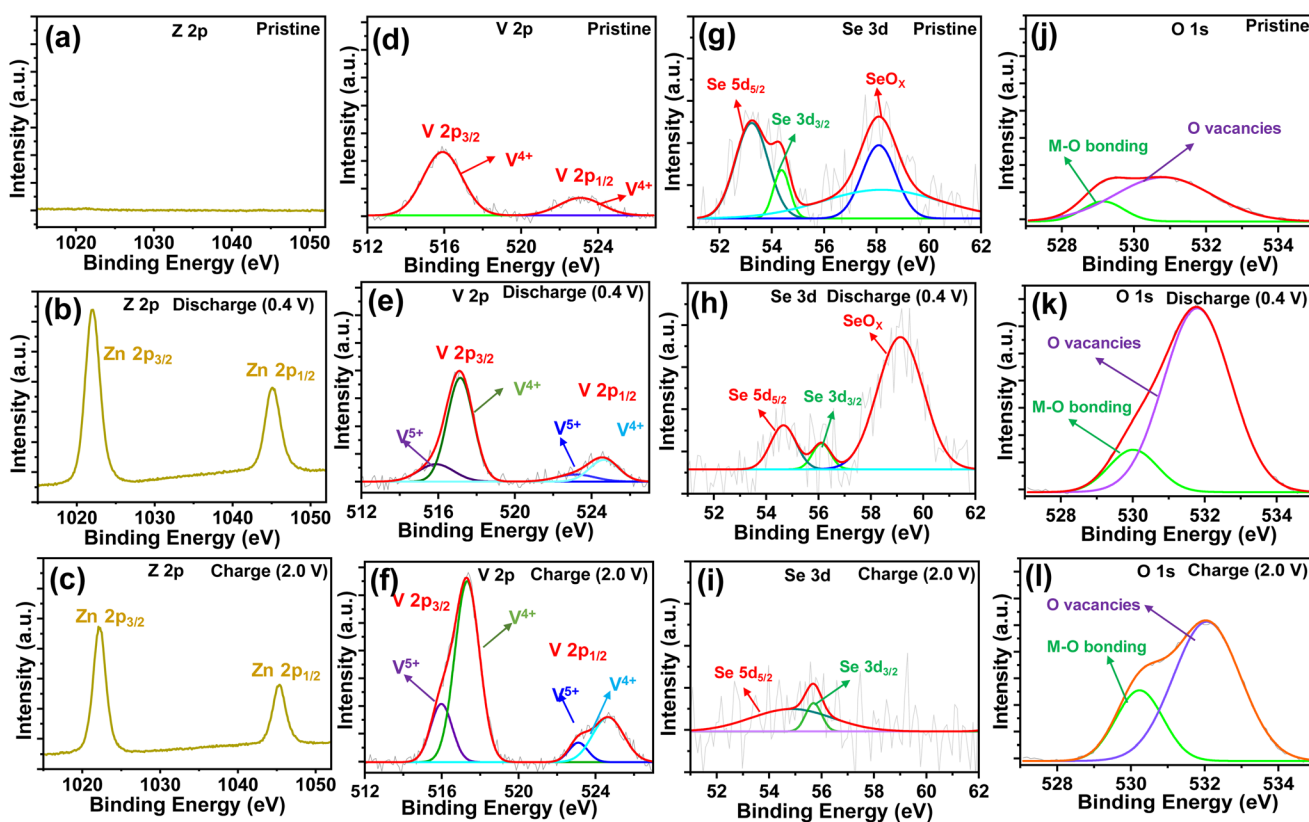 (a)
Z 2p
Pristine
Intensity (a.u.)
1020 1030 1040 1050
Binding Energy (eV)
(d)
V 2p
Pristine
Intensity (a.u.)
V 2p3/2
V4+
V 2p1/2
V4+
512 516 520 524
Binding Energy (eV)
(g)
Se 3d
Pristine
Intensity (a.u.)
Se 5d5/2
Se 3d3/2
SeOX
52 54 56 58 60 62
Binding Energy (eV)
(j)
O 1s
Pristine
Intensity (a.u.)
M-O bonding
O vacancies
528 530 532 534
Binding Energy (eV)
(b)
Z 2p
Discharge (0.4 V)
Intensity (a.u.)
Zn 2p3/2
Zn 2p1/2
1020 1030 1040 1050
Binding Energy (eV)
(e)
V 2p
Discharge (0.4 V)
Intensity (a.u.)
V 2p3/2
V4+
V5+
V 2p1/2
V5+
V4+
512 516 520 524
Binding Energy (eV)
(h)
Se 3d
Discharge (0.4 V)
Intensity (a.u.)
SeOX
Se 5d5/2
Se 3d3/2
52 54 56 58 60 62
Binding Energy (eV)
(k)
O 1s
Discharge (0.4 V)
Intensity (a.u.)
O vacancies
M-O bonding
528 530 532 534
Binding Energy (eV)
(c)
Z 2p
Charge (2.0 V)
Intensity (a.u.)
Zn 2p3/2
Zn 2p1/2
1020 1030 1040 1050
Binding Energy (eV)
(f)
V 2p
Charge (2.0 V)
Intensity (a.u.)
V 2p3/2
V4+
V5+
V 2p1/2
V5+
V4+
512 516 520 524
Binding Energy (eV)
(i)
Se 3d
Charge (2.0 V)
Intensity (a.u.)
Se 5d5/2
Se 3d3/2
52 54 56 58 60 62
Binding Energy (eV)
(l)
O 1s
Charge (2.0 V)
Intensity (a.u.)
O vacancies
M-O bonding
528 530 532 534
Binding Energy (eV)